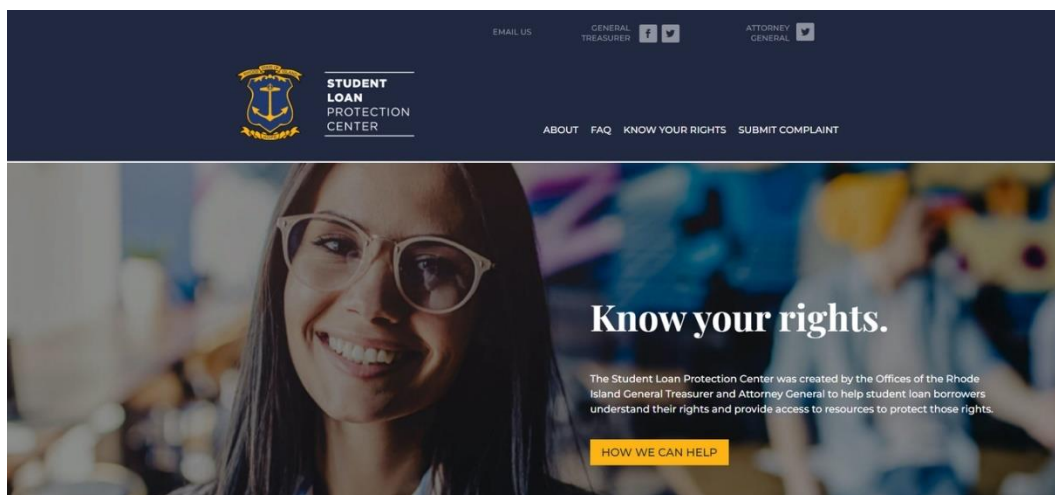 EMAIL US
GENERAL
TREASURER
ATTORNEY
GENERAL
STUDENT
LOAN
PROTECTION
CENTER
ABOUT FAQ KNOW YOUR RIGHTS SUBMIT COMPLAINT
Know your rights.
The Student Loan Protection Center was created by the Offices of the Rhode
Island General Treasurer and Attorney General to help student loan borrowers
understand their rights and provide access to resources to protect those rights.
HOW WE CAN HELP